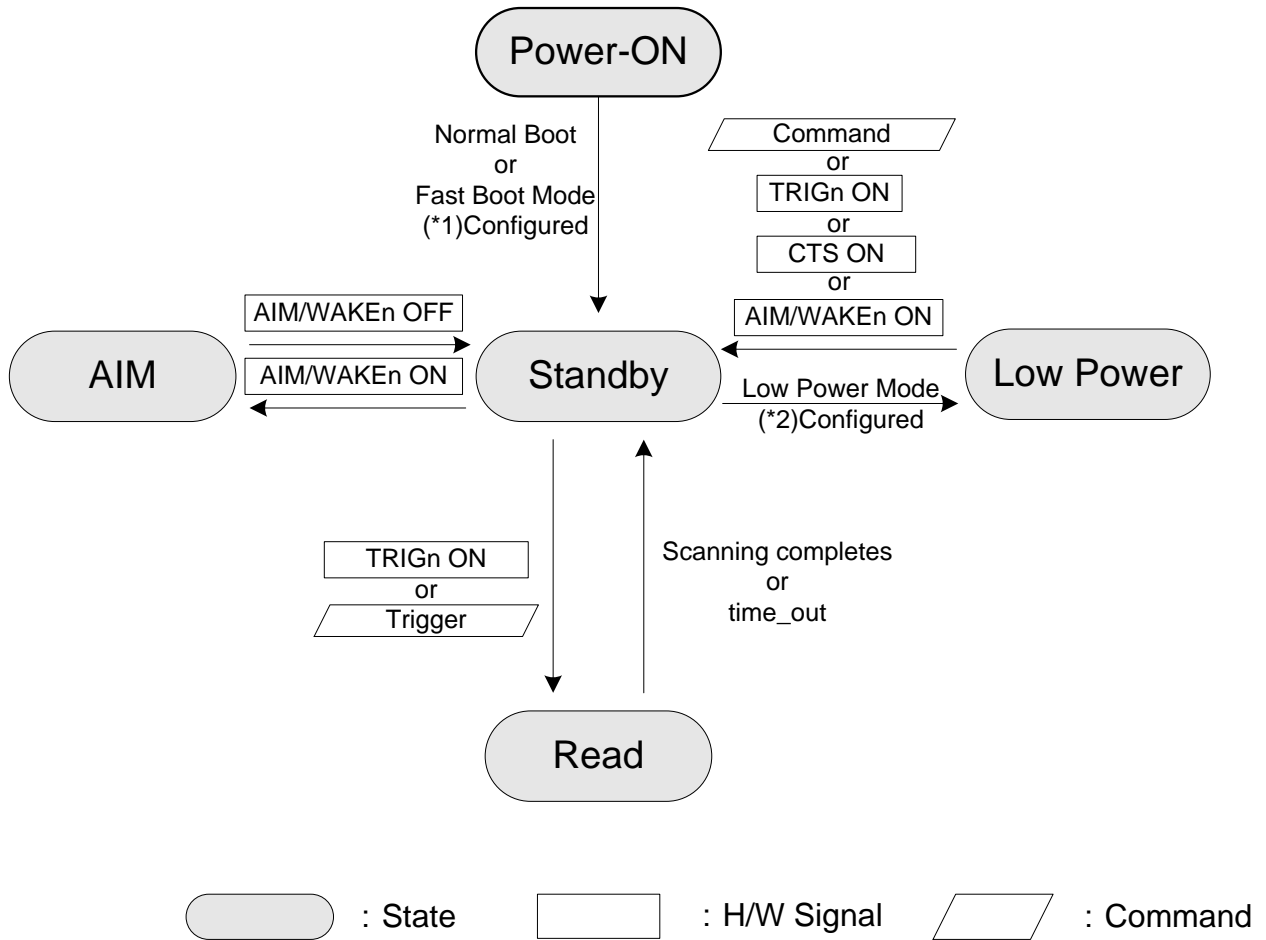 Power-ON
Normal Boot
or
Fast Boot Mode
(*1)Configured
Command
or
TRIGn ON
or
CTS ON
or
AIM/WAKEn ON
AIM/WAKEn OFF
AIM
AIM/WAKEn ON
Standby
Low Power
Low Power Mode
(*2)Configured
TRIGn ON
or
Trigger
Scanning completes
or
time_out
Read
: State
: H/W Signal
: Command